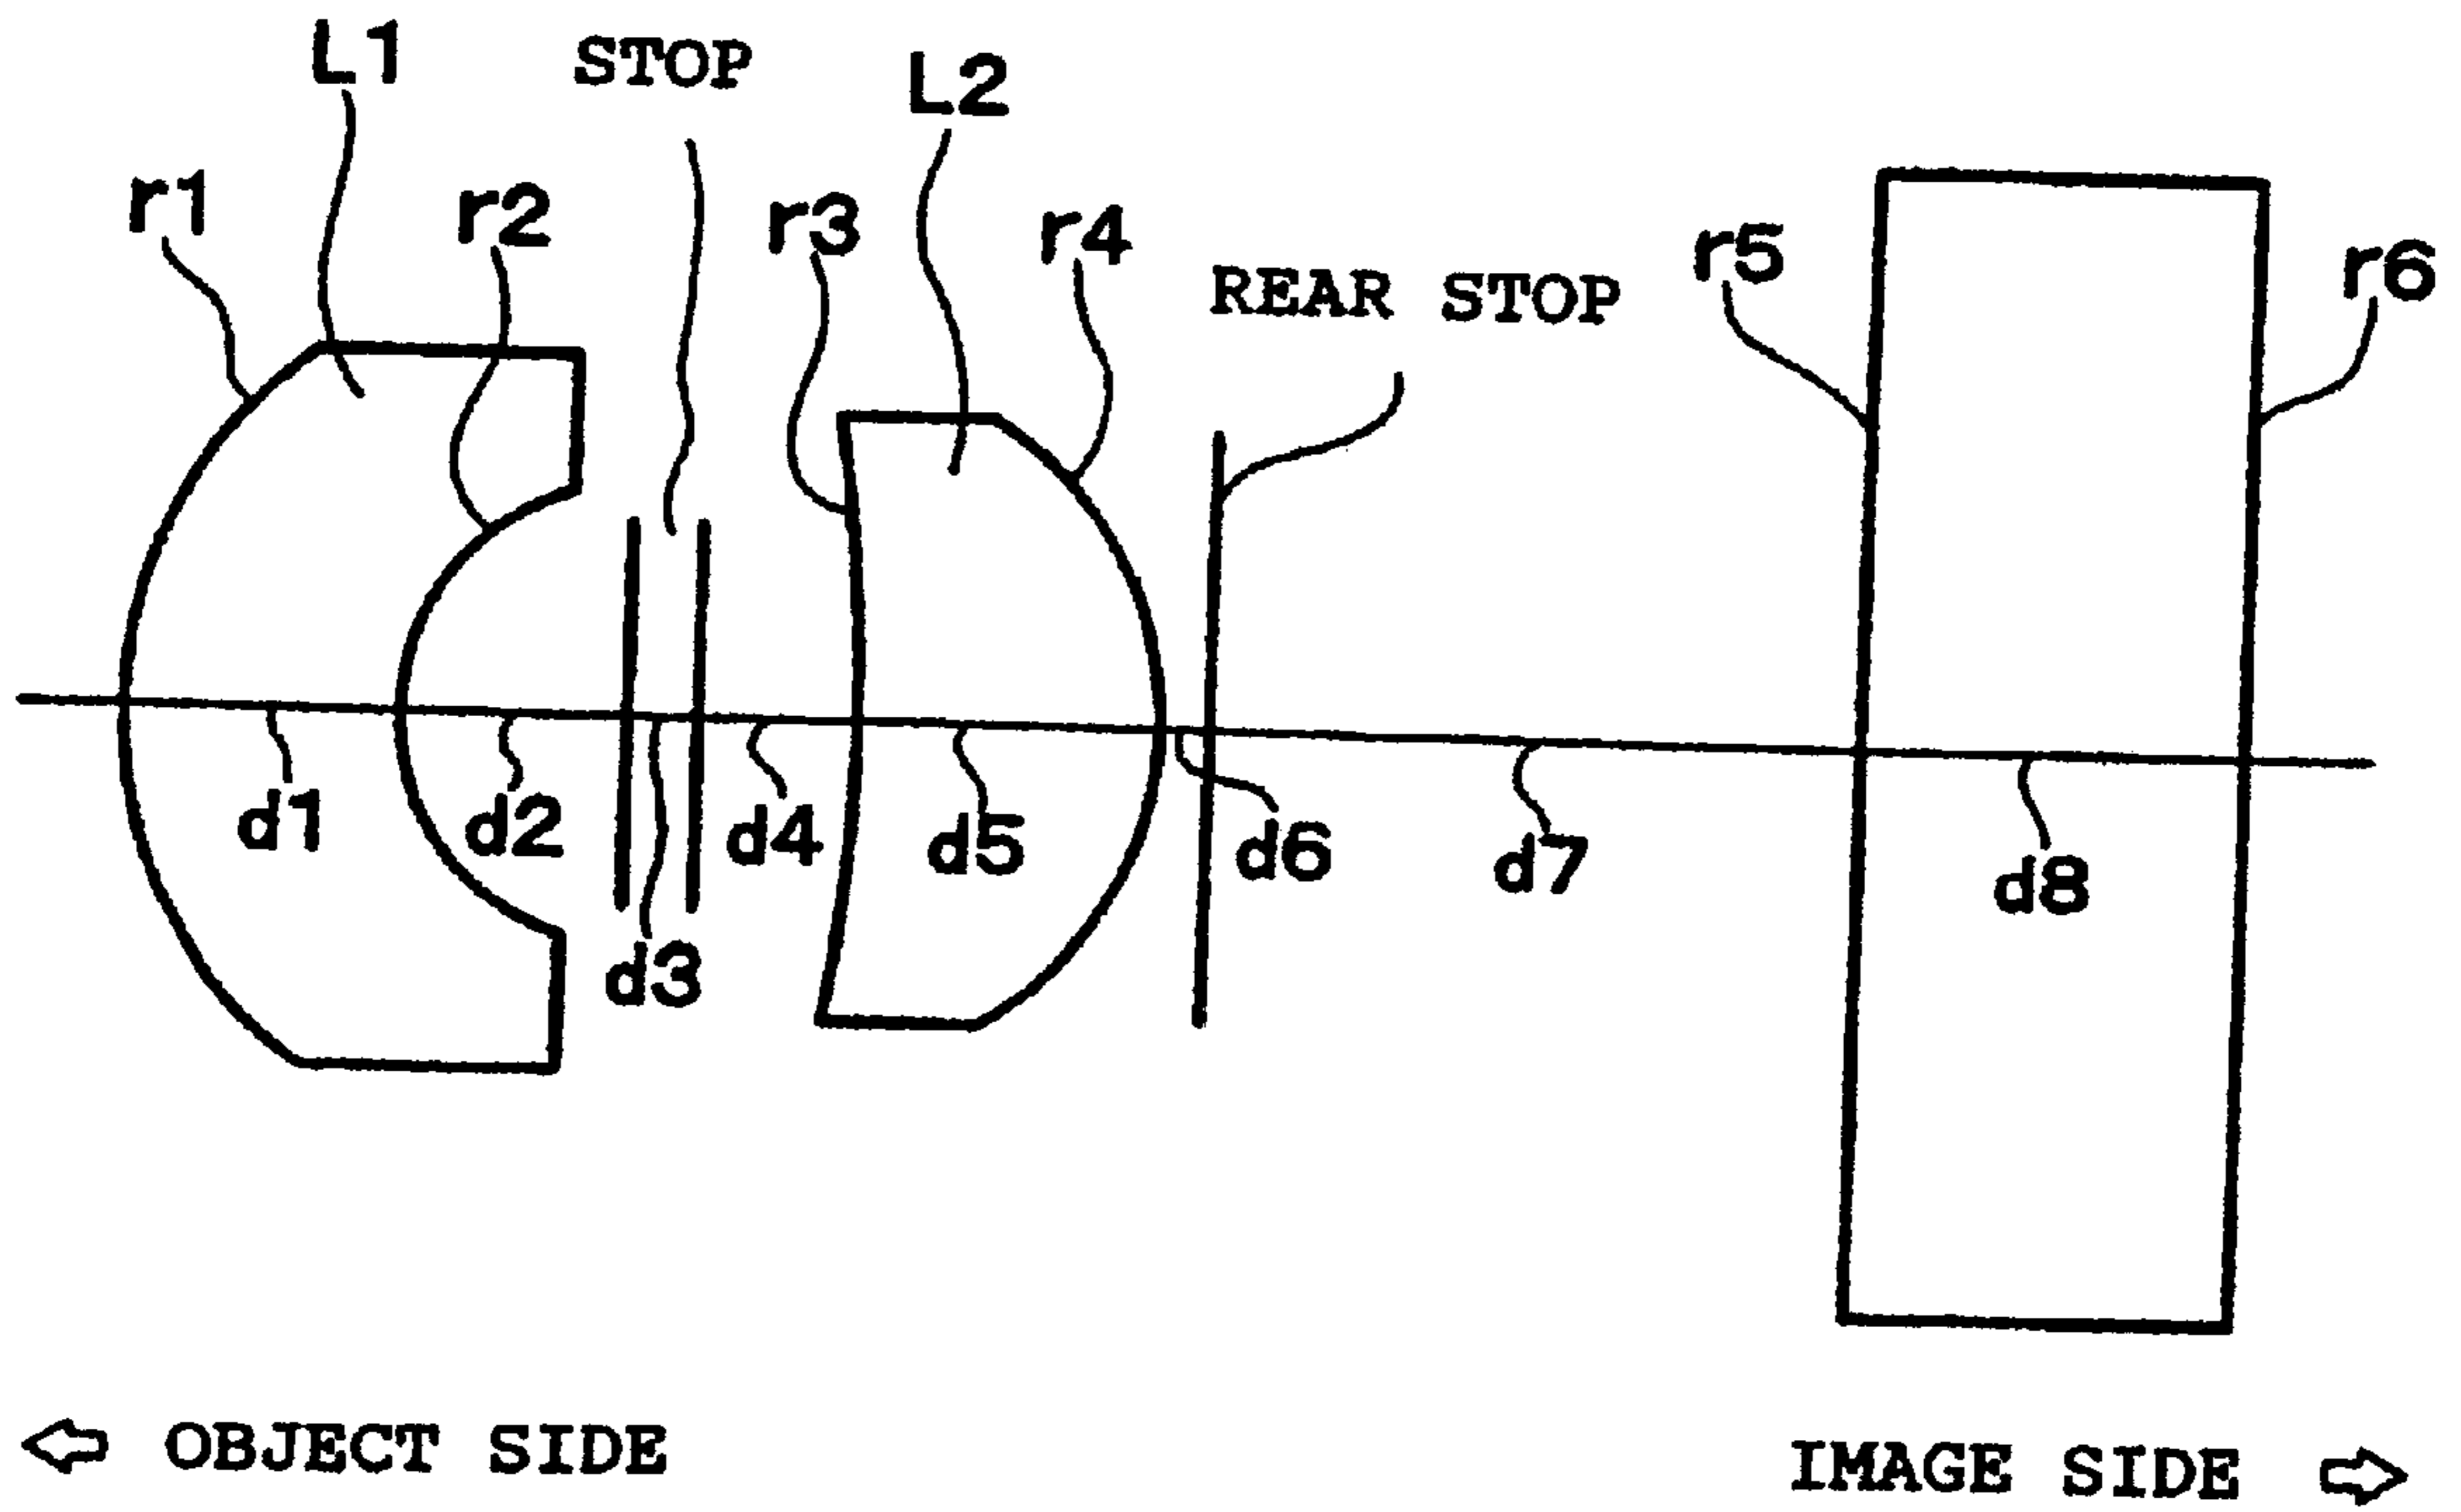 L1
STOP
L2
r1
r2
r3
r4
REAR STOP
r5
r6
d1
d2
d3
d4
d5
d6
d7
d8
OBJECT SIDE
IMAGE SIDE